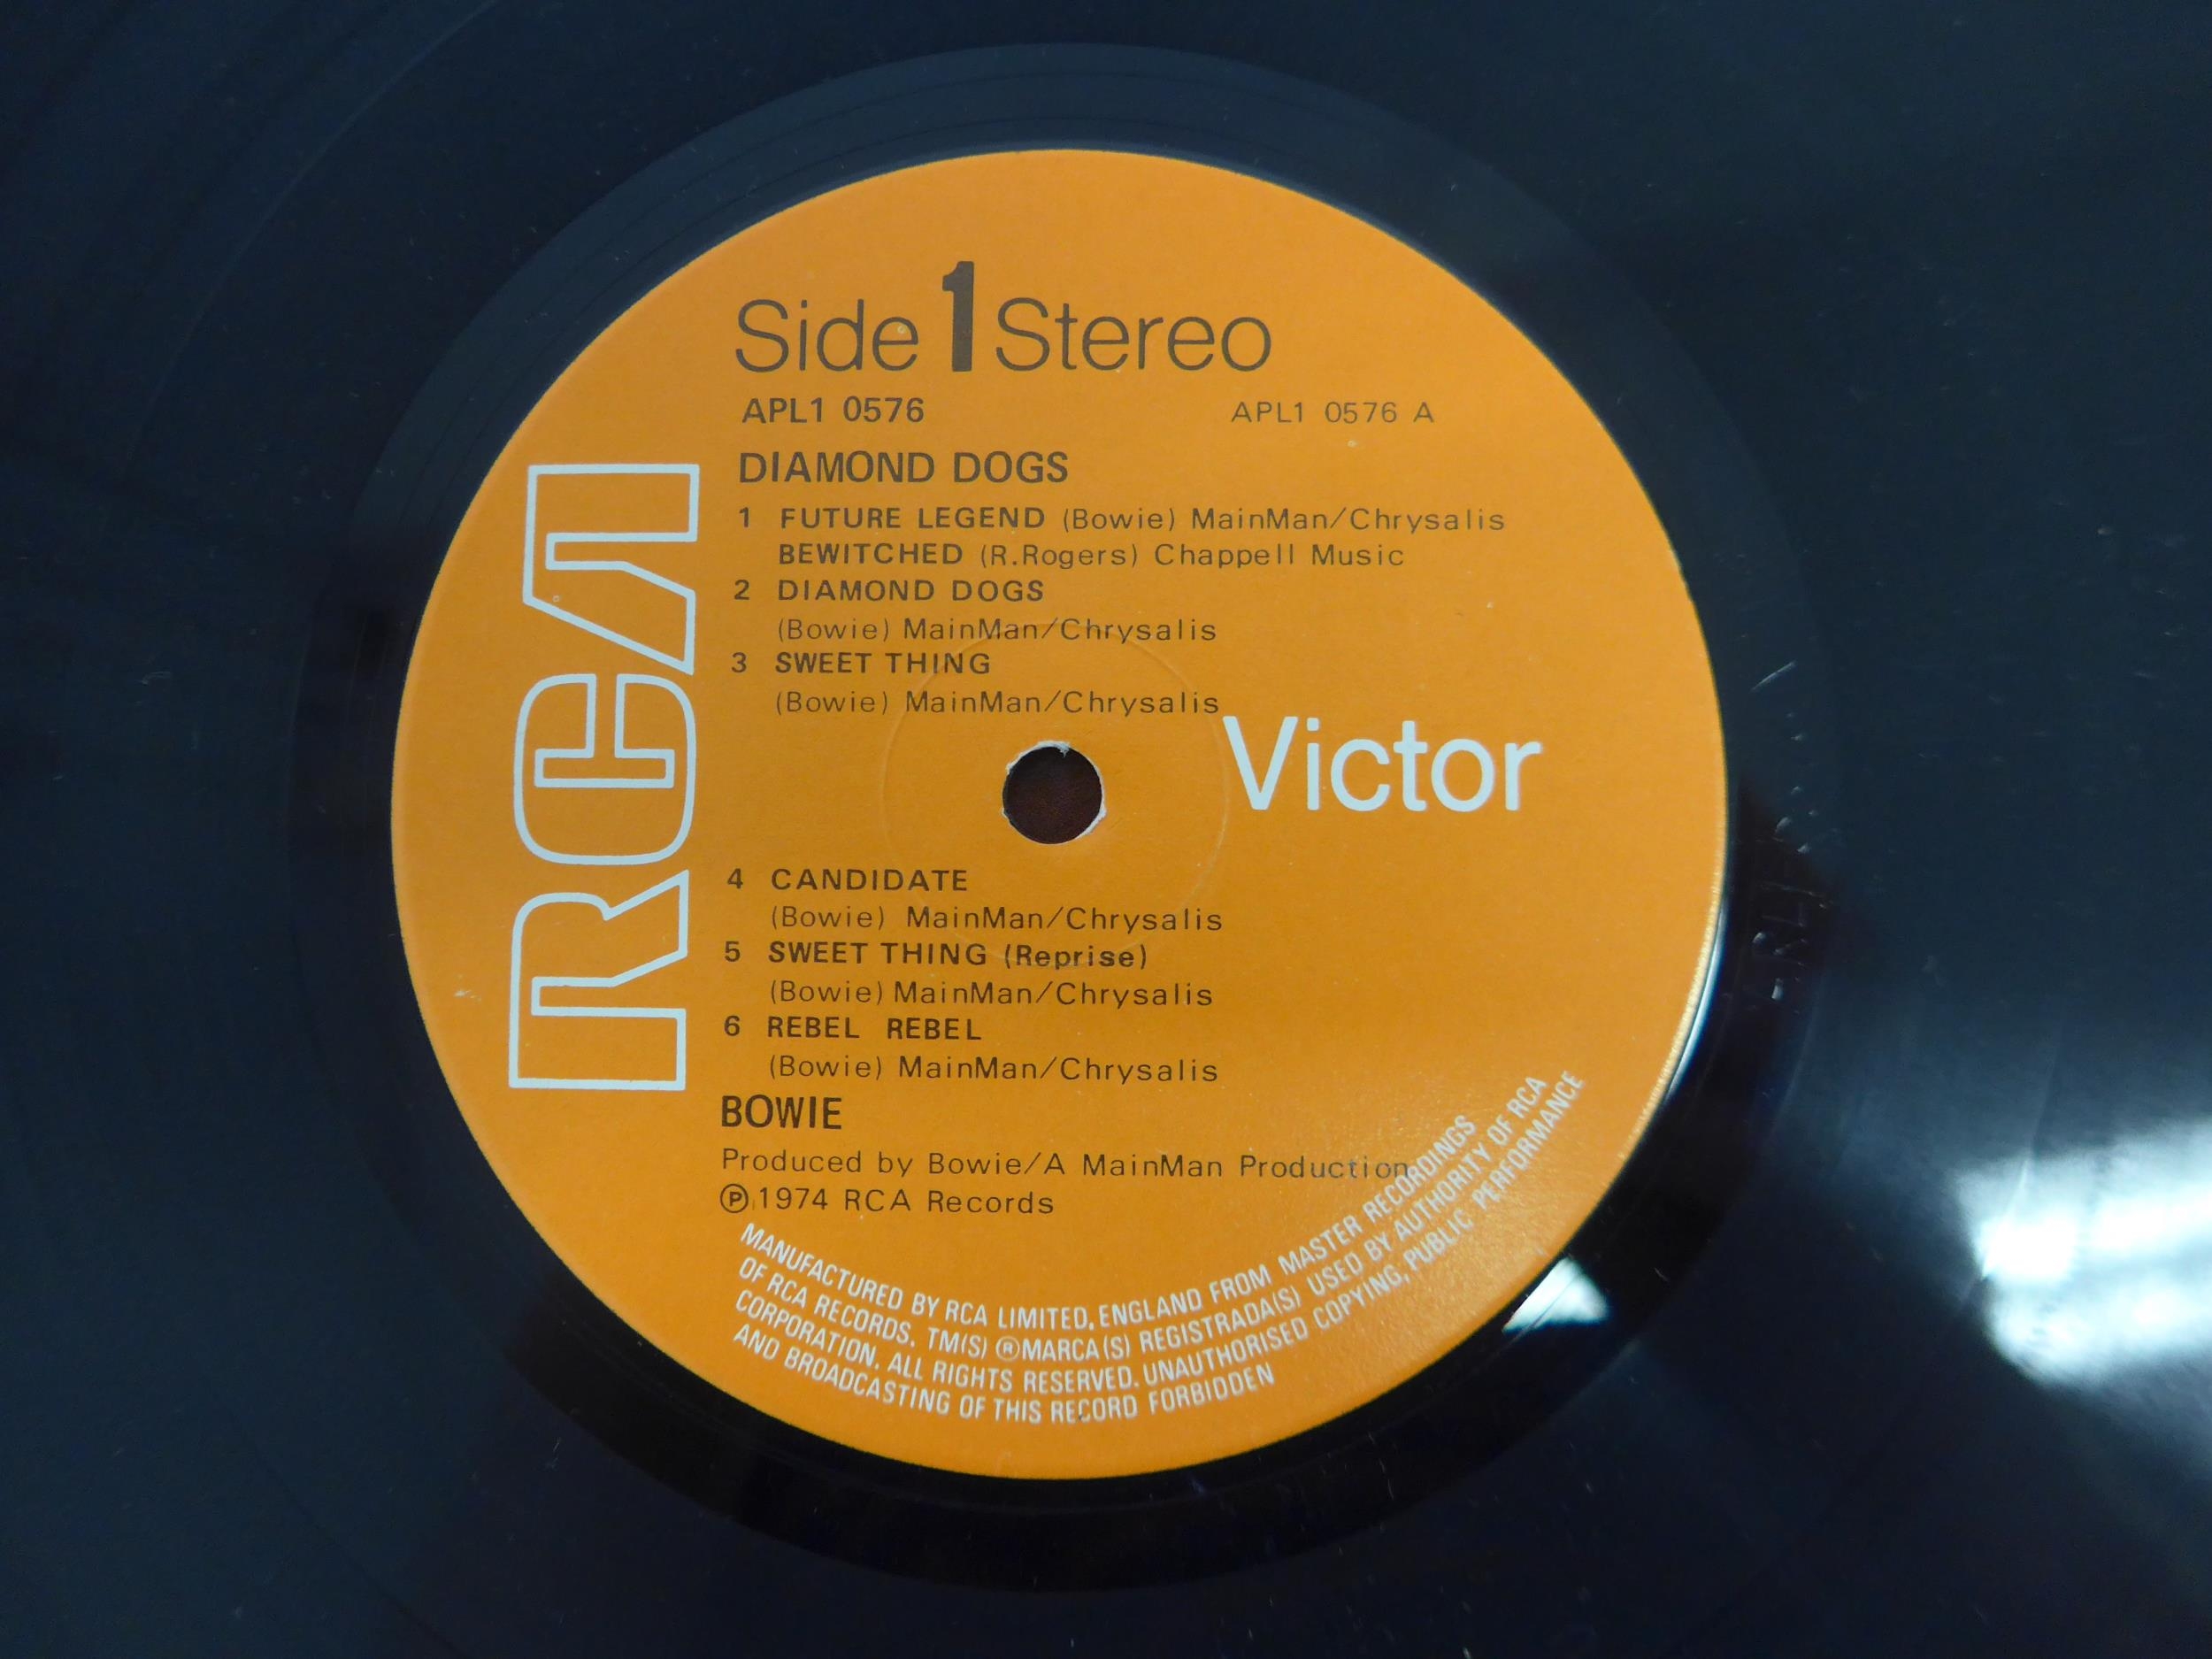 Side 1 Stereo
APL1 0576 APL1 0576 A
DIAMOND DOGS
1 FUTURE LEGEND (Bowie) MainMan/Chrysalis
BEWITCHED (R.Rogers) Chappell Music
2 DIAMOND DOGS
(Bowie) MainMan/Chrysalis
3 SWEET THING
(Bowie) MainMan/Chrysalis
RCA
Victor
4 CANDIDATE
(Bowie) MainMan/Chrysalis
5 SWEET THING (Reprise)
(Bowie) MainMan/Chrysalis
6 REBEL REBEL
(Bowie) MainMan/Chrysalis
BOWIE
Produced by Bowie/A MainMan Production
Ⓟ 1974 RCA Records
MANUFACTURED BY RCA LIMITED, ENGLAND FROM MASTER RECORDINGS
OF RCA RECORDS. TM(S) ® MARCA(S) REGISTRADA(S) USED BY AUTHORITY OF RCA
CORPORATION. ALL RIGHTS RESERVED. UNAUTHORISED COPYING, PUBLIC PERFORMANCE
AND BROADCASTING OF THIS RECORD FORBIDDEN